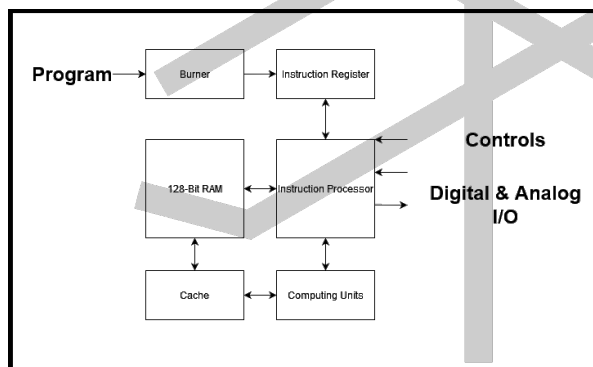 Program
Burner
Instruction Register
Controls
128-Bit RAM
Instruction Processor
Digital & Analog
I/O
Cache
Computing Units